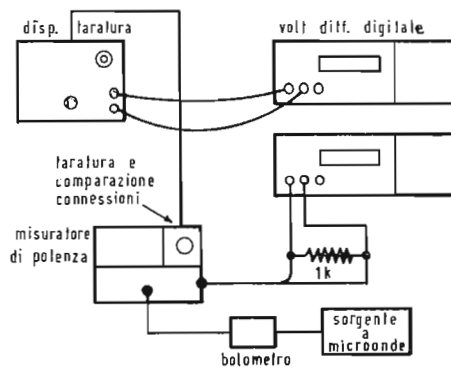 disp. taratura
volt diff. digitale
taratura e
comparazione
connessioni
misuratore
di potenza
1k
bolometro
sorgente
a
microonde